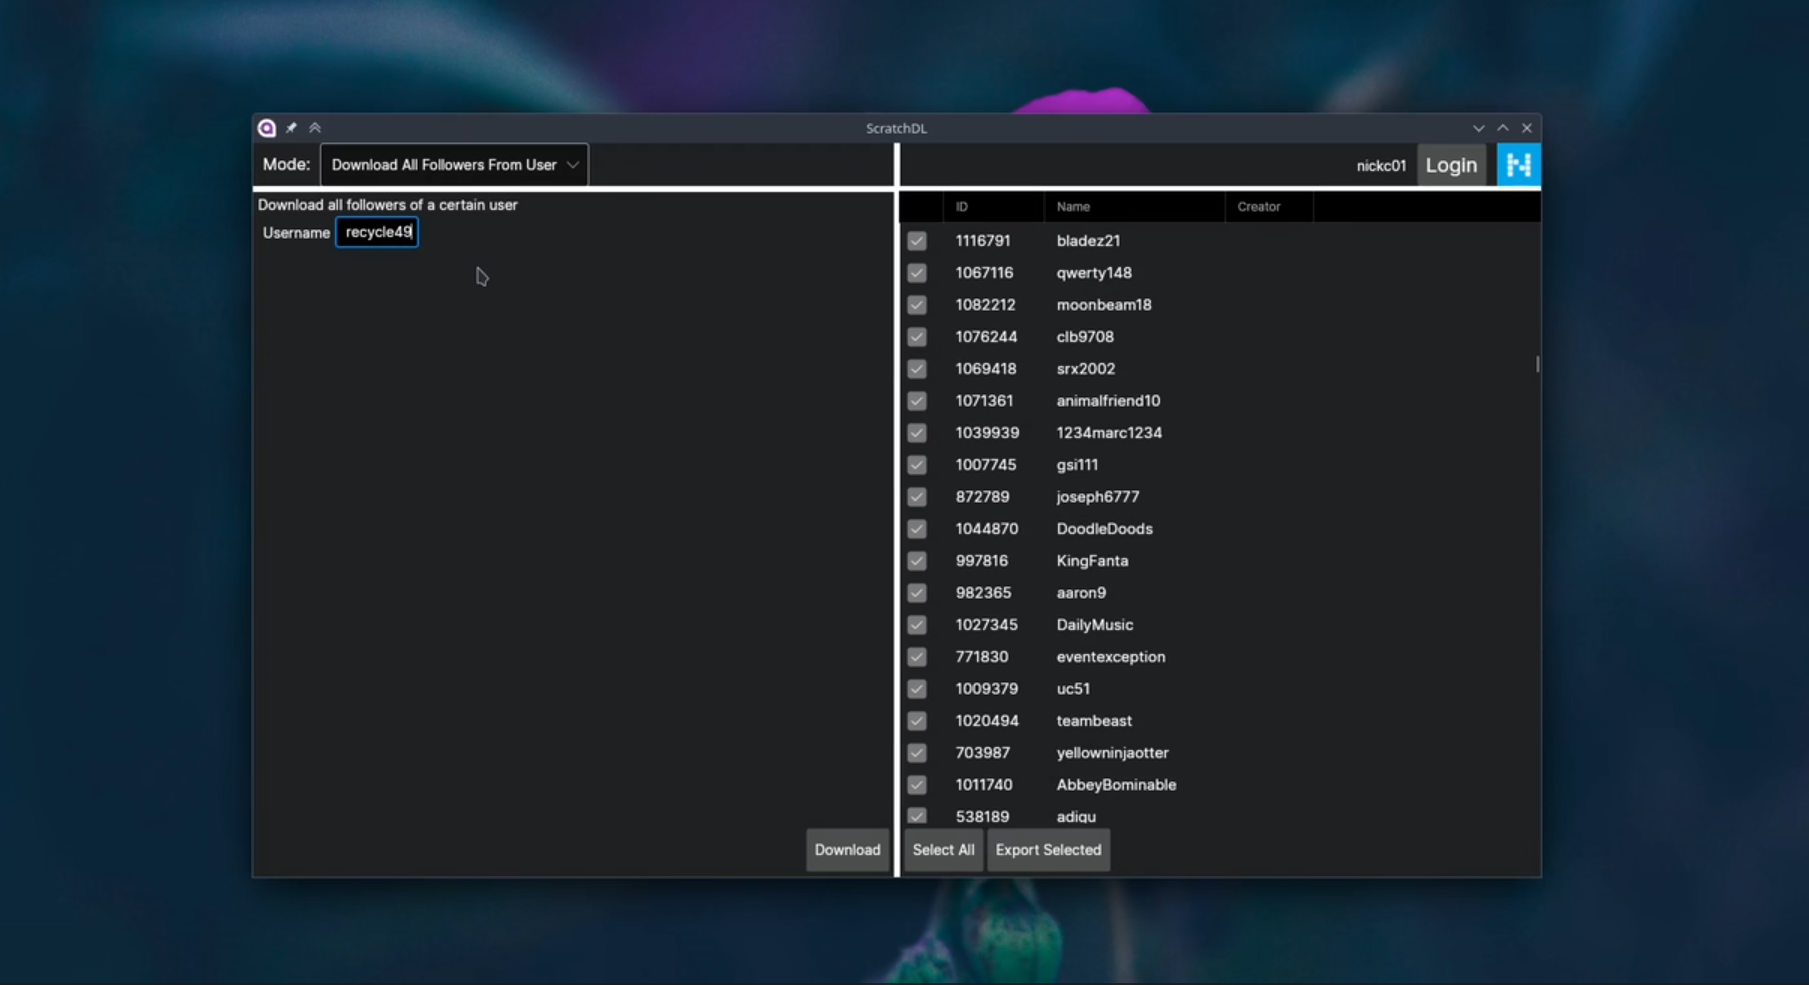 ScratchDL
Mode: Download All Followers From User
nickc01 Login
Download all followers of a certain user
Username recycle49
ID Name Creator
1116791 bladez21
1067116 qwerty148
1082212 moonbeam18
1076244 clb9708
1069418 srx2002
1071361 animalfriend10
1039939 1234marc1234
1007745 gsi111
872789 joseph6777
1044870 DoodleDoods
997816 KingFanta
982365 aaron9
1027345 DailyMusic
771830 eventexception
1009379 uc51
1020494 teambeast
703987 yellowninjaotter
1011740 AbbeyBominable
538189
Download Select All Export Selected